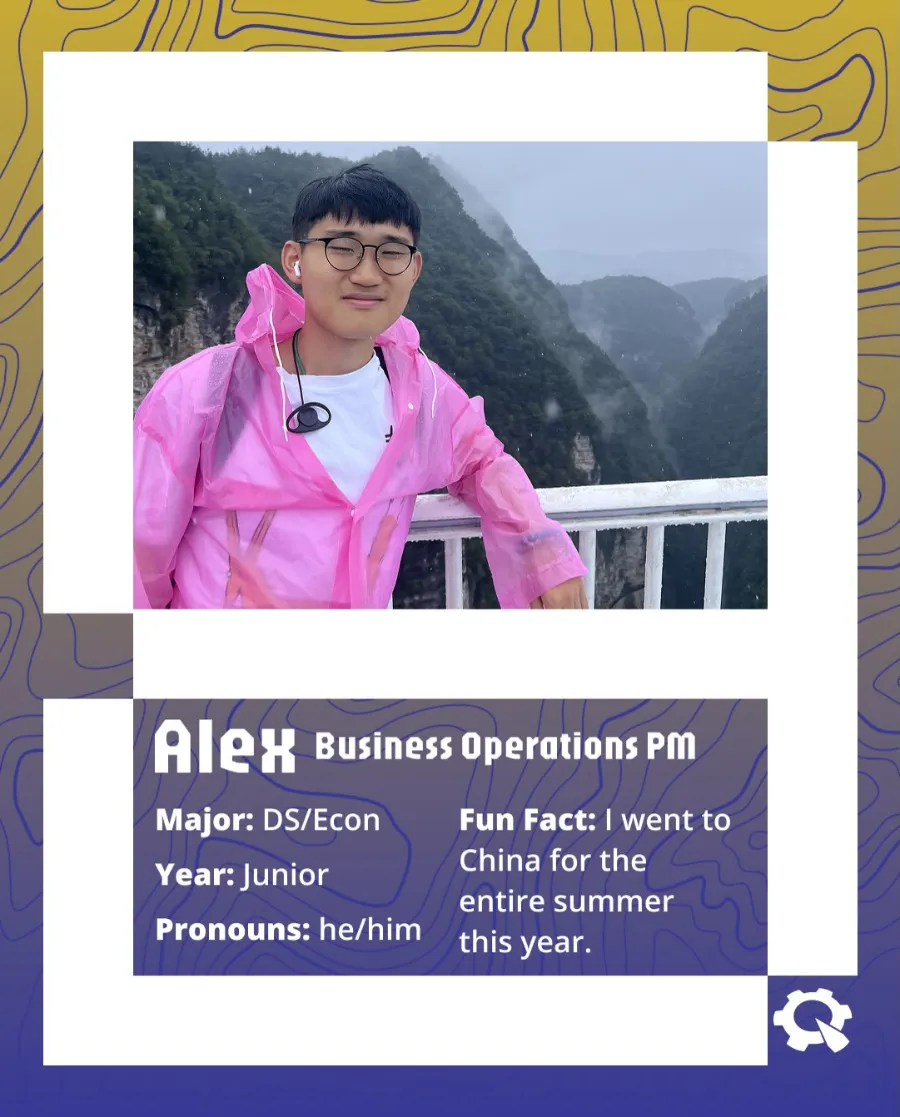 Alex Business Operations PM
Major: DS/Econ
Year: Junior
Pronouns: he/him
Fun Fact: I went to
China for the
entire summer
this year.